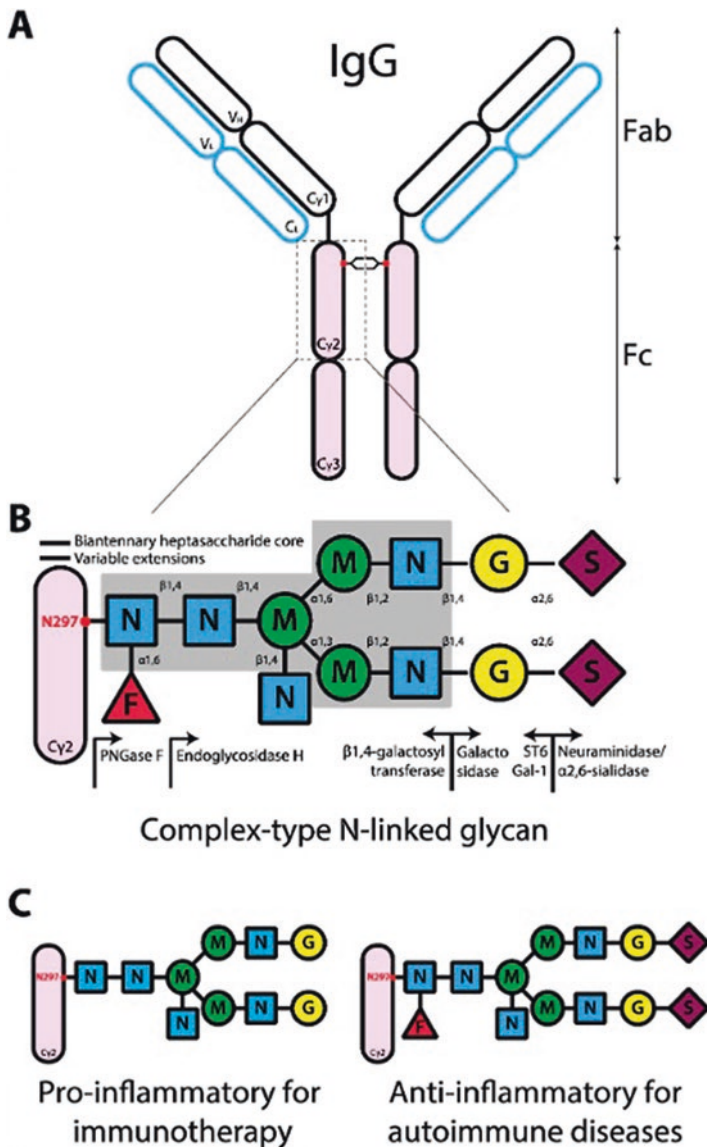 A
IgG
Fab
Fc
VH
VL
Cγ1
CL
Cγ2
Cγ3
B
Biantennary heptasaccharide core
Variable extensions
M N G S
β1,4 β1,4 α1,6 β1,2 β1,4 α2,6
N297 N N M
α1,3 β1,2 β1,4 α2,6
α1,6 β1,4
M N G S
F N
Cγ2
PNGase F
Endoglycosidase H
β1,4-galactosyl
transferase
Galacto
sidase
ST6
Gal-1
Neuraminidase/
α2,6-sialidase
Complex-type N-linked glycan
C
M N G
N297 N N M
N M N G
Cγ2
Pro-inflammatory for
immunotherapy
M N G S
N297 N N M
F N M N G S
Cγ2
Anti-inflammatory for
autoimmune diseases